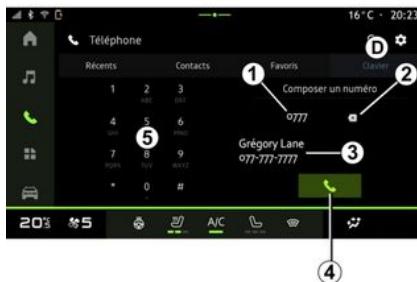 16°C · 20:23
Téléphone
D
Récents Contacts Favoris Clavier
1 2 3
ABC DEF
1 2
Composer un numéro
4 5 6
GHI MNO
0777
5
3
7 8 9
PQRS TUV WXYZ
Grégory Lane
077-777-7777
* 0 #
20 5 A/C
4